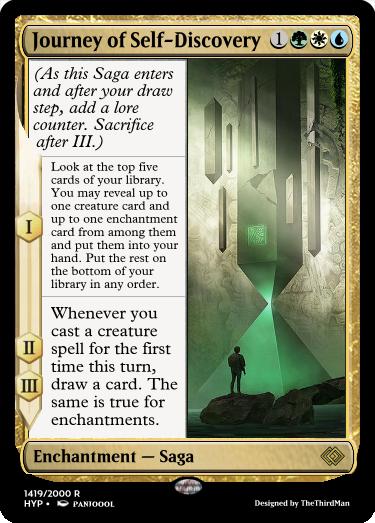 Journey of Self-Discovery 1
(As this Saga enters
and after your draw
step, add a lore
counter. Sacrifice
after III.)
I
Look at the top five
cards of your library.
You may reveal up to
one creature card and
up to one enchantment
card from among them
and put them into your
hand. Put the rest on
the bottom of your
library in any order.
II
III
Whenever you
cast a creature
spell for the first
time this turn,
draw a card. The
same is true for
enchantments.
Enchantment — Saga
1419/2000 R
HYP • PANTOOOL
Designed by TheThirdMan